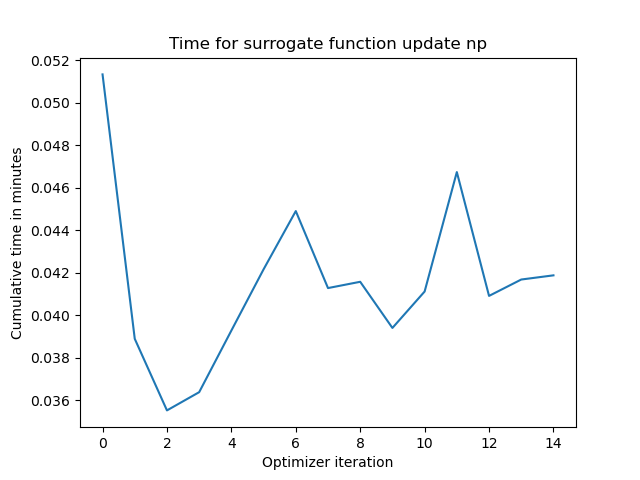 Time for surrogate function update np
0.052
0.050
0.048
0.046
0.044
0.042
0.040
0.038
0.036
Cumulative time in minutes
0 2 4 6 8 10 12 14
Optimizer iteration